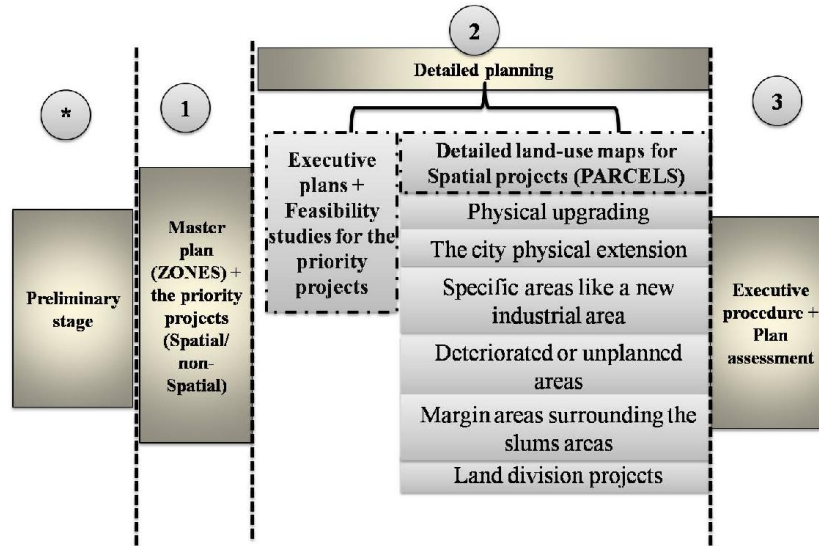 *
Preliminary
stage
1
Master
plan
(ZONES) +
the priority
projects
(Spatial/
non-
Spatial)
2
Detailed planning
Executive
plans +
Feasibility
studies for the
priority
projects
Detailed land-use maps for
Spatial projects (PARCELS)
Physical upgrading
The city physical extension
Specific areas like a new
industrial area
Deteriorated or unplanned
areas
Margin areas surrounding the
slums areas
Land division projects
3
Executive
procedure +
Plan
assessment